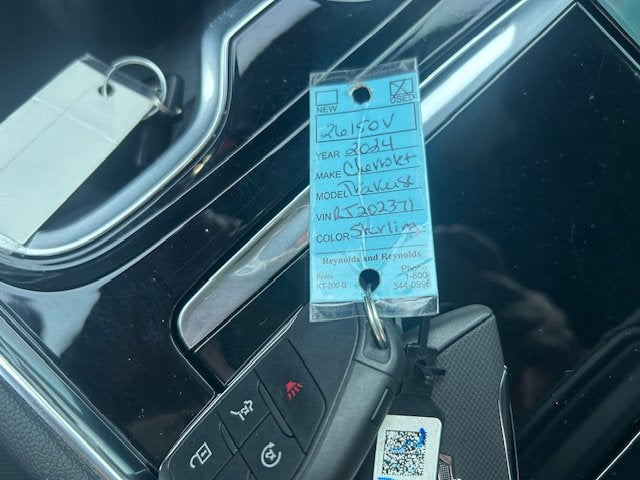 NEW USED
26150V
YEAR 2024
MAKE Chevrolet
MODEL Traverse
VIN RJ202371
COLOR Sterling
Reynolds and Reynolds
Form Phone
KT-200-B 1-800-
344-0996